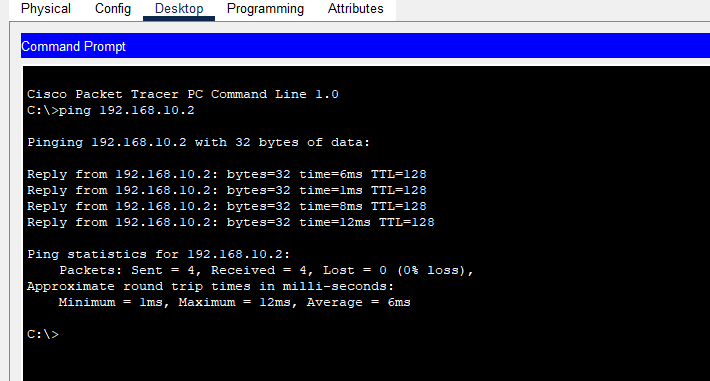 Physical Config Desktop Programming Attributes
Command Prompt
Cisco Packet Tracer PC Command Line 1.0
C:\>ping 192.168.10.2
Pinging 192.168.10.2 with 32 bytes of data:
Reply from 192.168.10.2: bytes=32 time=6ms TTL=128
Reply from 192.168.10.2: bytes=32 time=1ms TTL=128
Reply from 192.168.10.2: bytes=32 time=8ms TTL=128
Reply from 192.168.10.2: bytes=32 time=12ms TTL=128
Ping statistics for 192.168.10.2:
    Packets: Sent = 4, Received = 4, Lost = 0 (0% loss),
Approximate round trip times in milli-seconds:
    Minimum = 1ms, Maximum = 12ms, Average = 6ms
C:\>